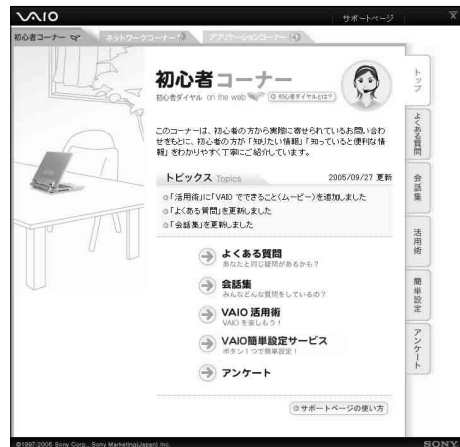 VAIO
サポートページ
X
初心者コーナー
ネットワークコーナー
アプリケーションコーナー
初心者コーナー
初心者ダイヤル on the web
初心者ダイヤルとは?
このコーナーは、初心者の方から実際に寄せられているお問い合わ
せをもとに、初心者の方が「知りたい情報」「知っていると便利な情
報」をわかりやすく丁寧にご紹介しています。
トピックス Topics
2005/09/27 更新
「活用術」に「VAIO でできること(ムービー)を追加しました
「よくある質問」を更新しました
「会話集」を更新しました
よくある質問
あなたと同じ疑問があるかも?
会話集
みんなどんな質問をしているの?
VAIO 活用術
VAIO を楽しもう!
VAIO簡単設定サービス
ボタン1つで簡単設定!
アンケート
サポートページの使い方
トップ
よくある質問
会話集
活用術
簡単設定
アンケート
©1997-2005 Sony Corp., Sony Marketing(Japan) Inc.
SONY